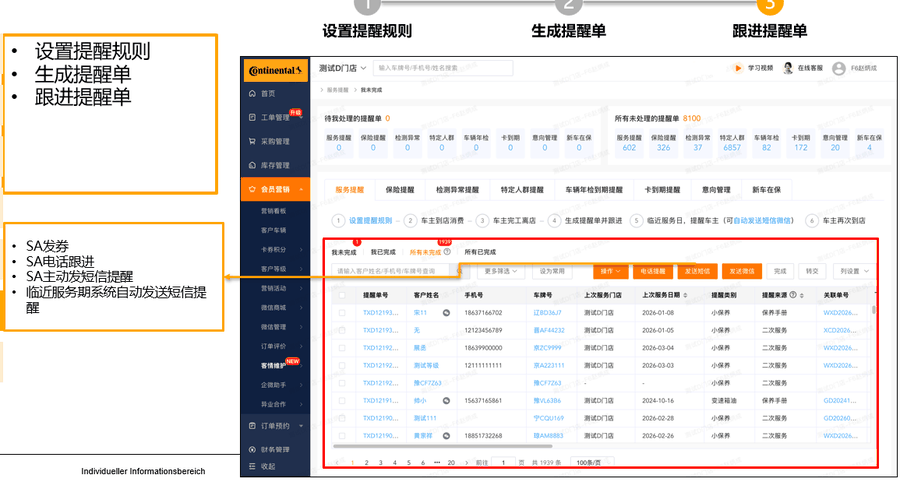 1
2
3
设置提醒规则
生成提醒单
跟进提醒单
• 设置提醒规则
• 生成提醒单
• 跟进提醒单
• SA发券
• SA电话跟进
• SA主动发短信提醒
• 临近服务期系统自动发送短信提醒
Individueller Informationsbereich
Continental
首页
工单管理
升级
采购管理
库存管理
会员营销
营销看板
客户车辆
卡券积分
客户等级
营销活动
微信商城
微信管理
订单评价
客情维护
NEW
企微助手
异业合作
订单预约
财务管理
收起
测试D门店
输入车牌号/手机号/姓名搜索
学习视频
在线客服
F6赵炳成
服务提醒 > 我未完成
待我处理的提醒单 0
服务提醒 保险提醒 检测异常 特定人群 车辆年检 卡到期 意向管理 新车在保
0 0 0 0 0 0 0 0
所有未处理的提醒单 8100
服务提醒 保险提醒 检测异常 特定人群 车辆年检 卡到期 意向管理 新车在保
602 326 37 6857 82 172 20 4
服务提醒 保险提醒 检测异常提醒 特定人群提醒 车辆年检到期提醒 卡到期提醒 意向管理 新车在保
1 设置提醒规则 2 车主到店消费 3 车主完工离店 4 生成提醒单并跟进 5 临近服务日，提醒车主（可自动发送短信微信） 6 车主再次到店
我未完成 1 我已完成 所有未完成 1939 所有已完成
请输入客户姓名/手机号/车牌号查询 更多筛选 设为常用 操作 电话提醒 发送短信 发送微信 完成 转交 列设置
提醒单号 客户姓名 手机号 车牌号 上次服务门店 上次服务日期 提醒类别 提醒来源 关联单号
TXD12193... 宋11 18637166702 辽BD36J7 测试D门店 2026-01-08 小保养 保养手册 WXD2026...
TXD12193... 无 12123456789 晋AF44232 测试D门店 2026-01-05 小保养 二次服务 XCD2026...
TXD12192... 展丞 18639900000 京ZC9999 测试D门店 2026-03-04 小保养 二次服务 WXD2026...
TXD12192... 测试等级 12111111111 京A223111 测试D门店 2026-03-03 小保养 二次服务 WXD2026...
TXD12192... 豫CF7Z63 豫CF7Z63 - - 小保养 二次服务
TXD12191... 帅小 15637165861 豫VL63B6 测试D门店 2024-10-16 变速箱油 保养手册 GD20241...
TXD12190... 测试111 宁CQU169 测试D门店 2026-02-28 小保养 二次服务 GD20260...
TXD12190... 黄崇祥 18851732268 琼AM8883 测试D门店 2026-02-26 小保养 二次服务 WXD2026...
1 2 3 4 5 6 ••• 20 前往 1 页 共 1939 条 100条/页